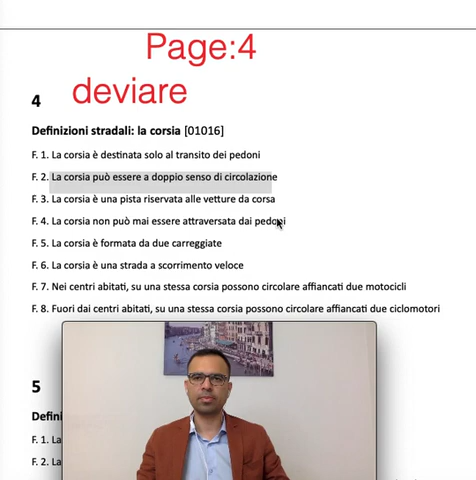 Page:4
deviare
4
Definizioni stradali: la corsia [01016]
F. 1. La corsia è destinata solo al transito dei pedoni
F. 2. La corsia può essere a doppio senso di circolazione
F. 3. La corsia è una pista riservata alle vetture da corsa
F. 4. La corsia non può mai essere attraversata dai pedoni
F. 5. La corsia è formata da due carreggiate
F. 6. La corsia è una strada a scorrimento veloce
F. 7. Nei centri abitati, su una stessa corsia possono circolare affiancati due motocicli
F. 8. Fuori dai centri abitati, su una stessa corsia possono circolare affiancati due ciclomotori
5
Defini
F. 1. La
F. 2. La